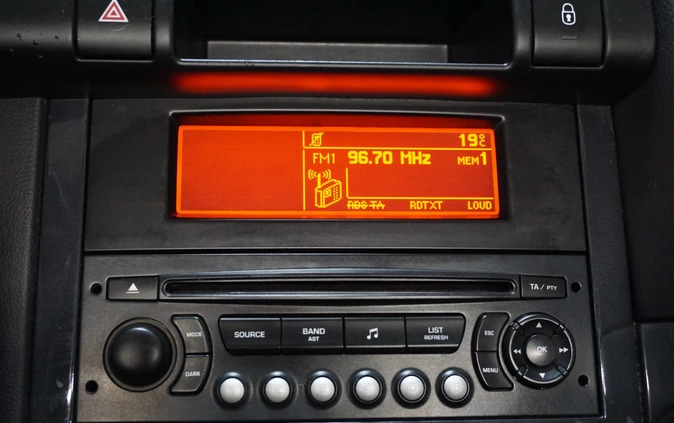 19°C
FM1 96.70 MHz MEM1
RDS TA RDTXT LOUD
TA / PTY
MODE
SOURCE BAND AST LIST REFRESH ESC
DARK MENU OK